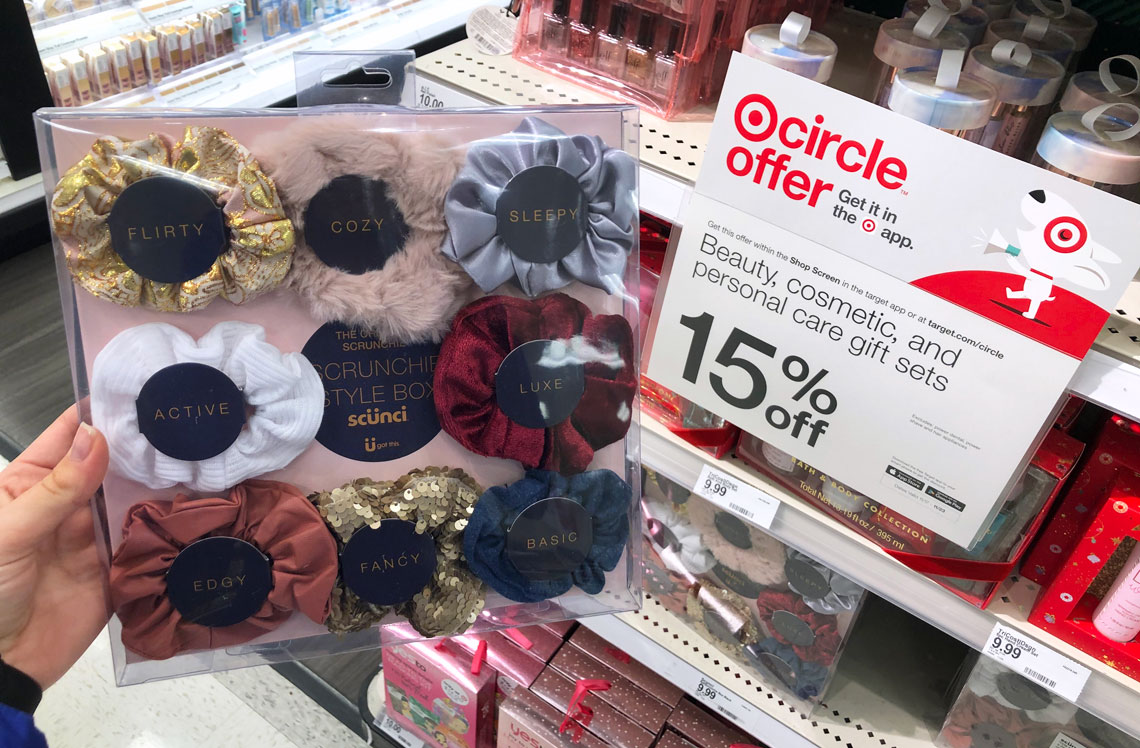 FLIRTY
COZY
SLEEPY
ACTIVE
THE
SCRUNCHIE
SCRUNCHIE
STYLE BOX
scünci
Ü got this.
LUXE
EDGY
FANCY
BASIC
10.00
circle
offer
Get it in
the app.
Get this offer within the Shop Screen in the target app or at target.com/circle
Beauty, cosmetic, and
personal care gift sets
15%
off
9.99
BATH & BODY COLLECTION
9.99
9.99